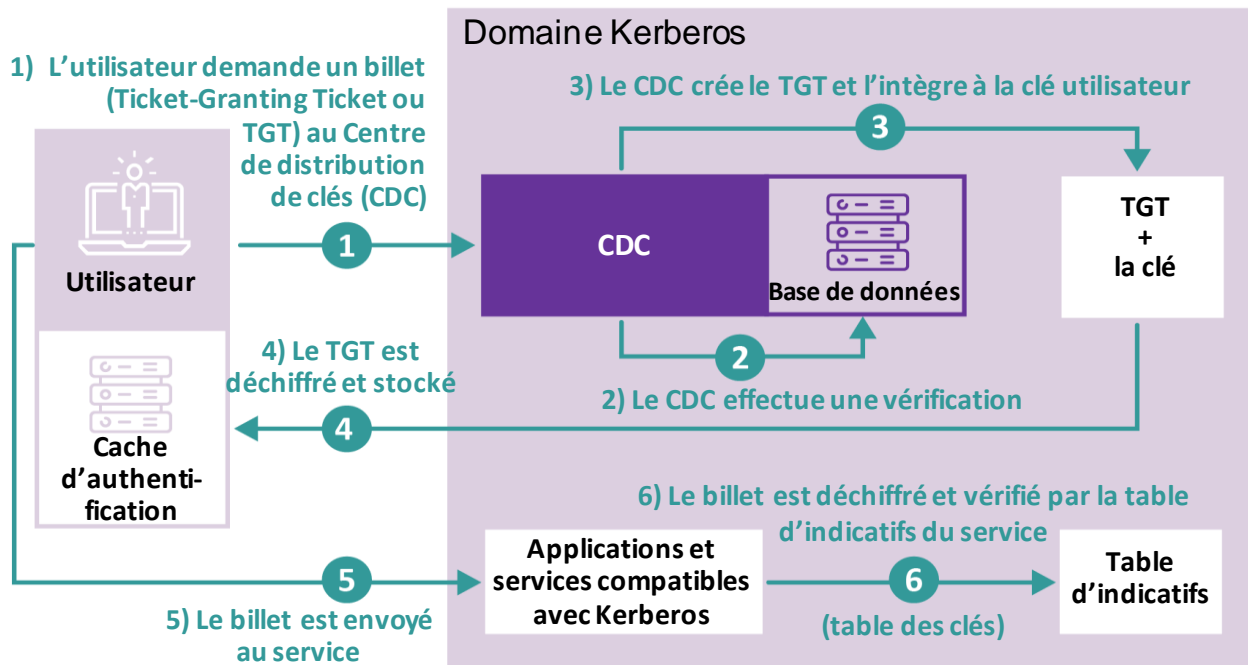 Domaine Kerberos
1) L’utilisateur demande un billet
(Ticket-Granting Ticket ou
TGT) au Centre
de distribution
de clés (CDC)
3) Le CDC crée le TGT et l’intègre à la clé utilisateur
3
1
Utilisateur
CDC
Base de données
TGT
+
la clé
2
2) Le CDC effectue une vérification
4) Le TGT est
déchiffré et stocké
4
Cache
d’authenti-
fication
6) Le billet est déchiffré et vérifié par la table
d’indicatifs du service
5
5) Le billet est envoyé
au service
Applications et
services compatibles
avec Kerberos
6
(table des clés)
Table
d’indicatifs